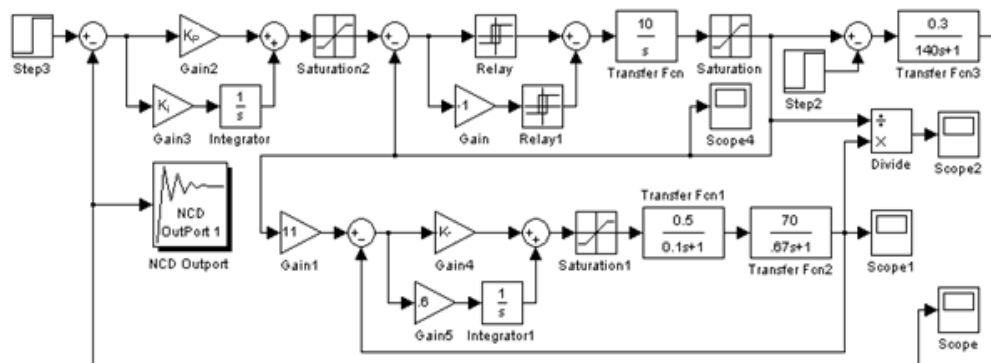 Step3
+-
Kp
Gain2
Ki
Gain3
1
s
Integrator
++
Saturation2
+-
Relay
-1
Gain
Relay1
+-
10
s
Transfer Fcn
Saturation
Step2
+-
0.3
140s+1
Transfer Fcn3
Scope4
÷
×
Divide
Scope2
NCD
OutPort 1
NCD Outport
11
Gain1
+-
Gain4
.6
Gain5
1
s
Integrator1
++
Saturation1
Transfer Fcn1
0.5
0.1s+1
70
.67s+1
Transfer Fcn2
Scope1
Scope